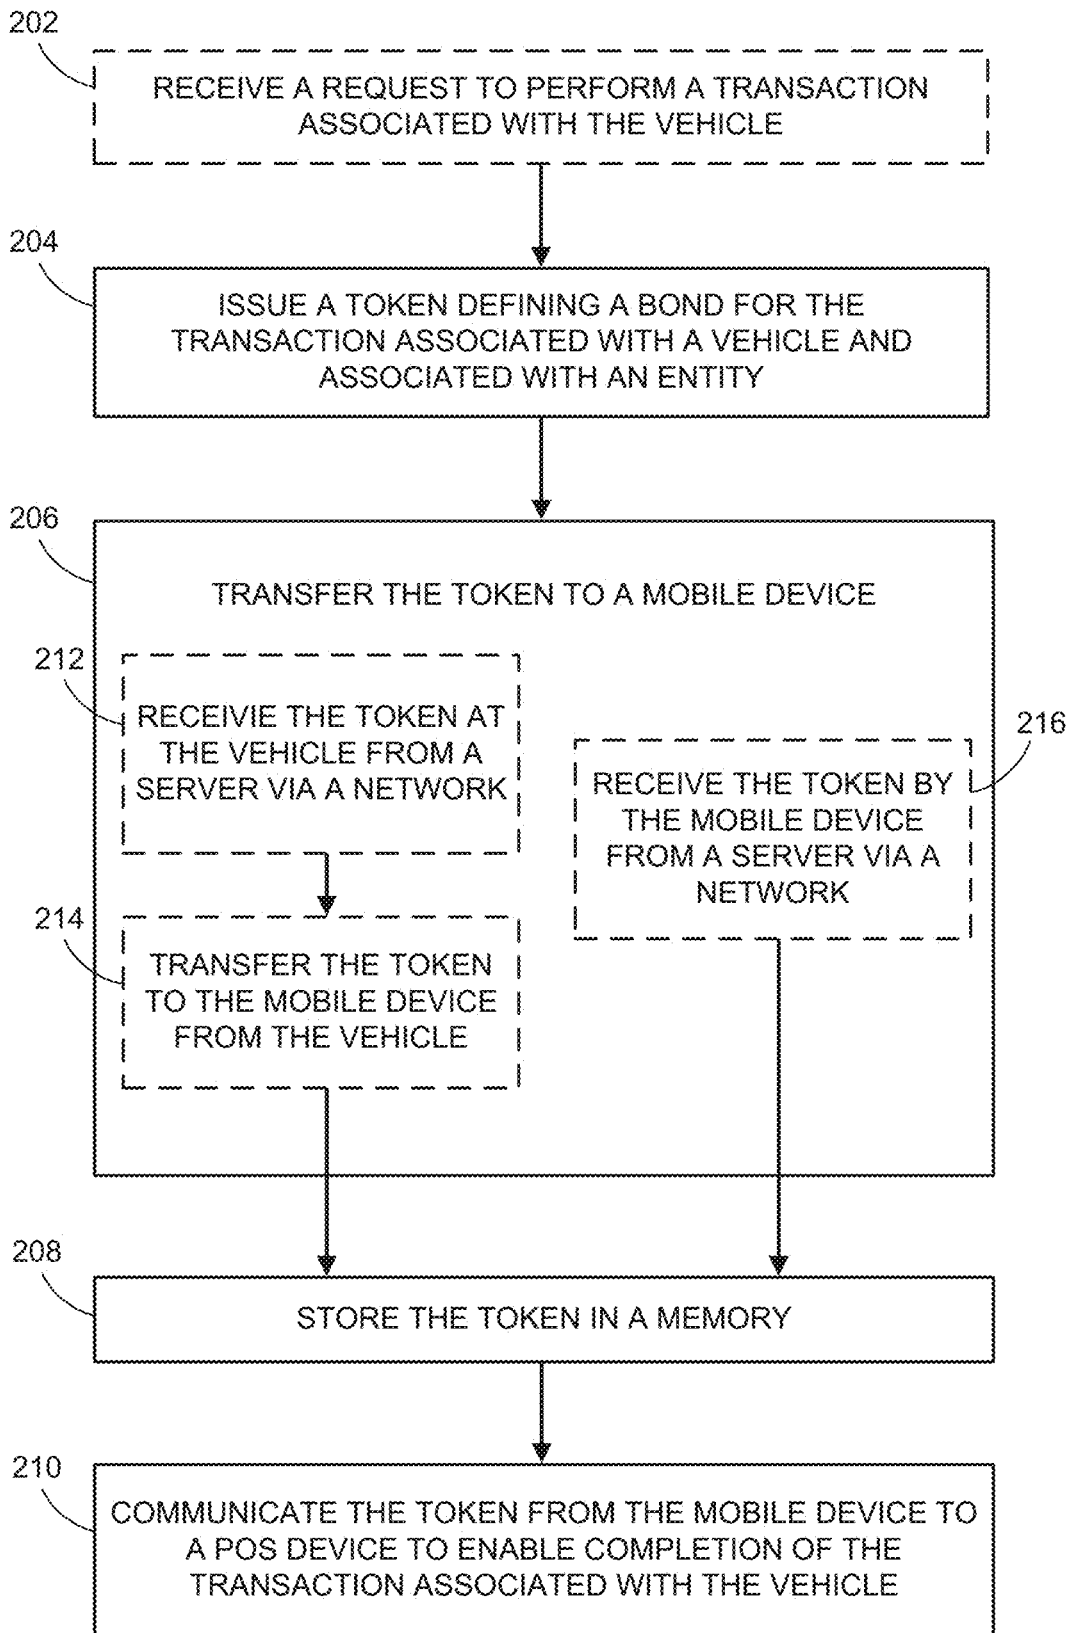 202
RECEIVE A REQUEST TO PERFORM A TRANSACTION
ASSOCIATED WITH THE VEHICLE
204
ISSUE A TOKEN DEFINING A BOND FOR THE
TRANSACTION ASSOCIATED WITH A VEHICLE AND
ASSOCIATED WITH AN ENTITY
206
TRANSFER THE TOKEN TO A MOBILE DEVICE
212
RECEIVIE THE TOKEN AT
THE VEHICLE FROM A
SERVER VIA A NETWORK
214
TRANSFER THE TOKEN
TO THE MOBILE DEVICE
FROM THE VEHICLE
216
RECEIVE THE TOKEN BY
THE MOBILE DEVICE
FROM A SERVER VIA A
NETWORK
208
STORE THE TOKEN IN A MEMORY
210
COMMUNICATE THE TOKEN FROM THE MOBILE DEVICE TO
A POS DEVICE TO ENABLE COMPLETION OF THE
TRANSACTION ASSOCIATED WITH THE VEHICLE